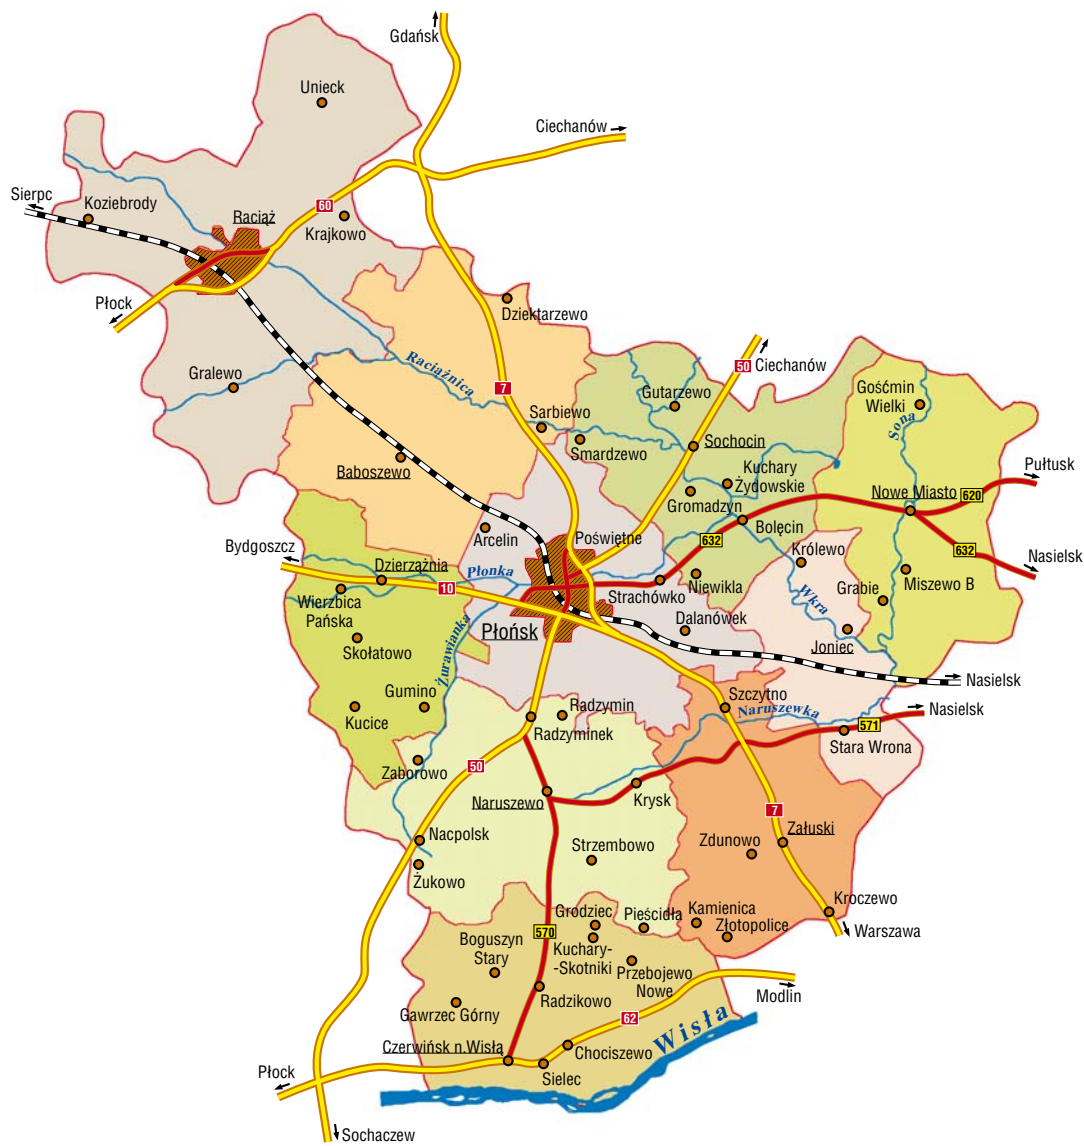 Gdańsk
Unieck
Ciechanów
Sierpc
Koziebrody
60
Raciąż
Krajkowo
Płock
Dziektarzewo
50
Ciechanów
Raciążnica
Gralewo
7
Gutarzewo
Gośćmin
Wielki
Sona
Sarbiewo
Smardzewo
Sochocin
Baboszewo
Kuchary
Żydowskie
Pułtusk
Nowe Miasto
620
Gromadzyn
Bolęcin
Arcelin
Poświętne
632
632
Bydgoszcz
Królewo
Nasielsk
Dzierzążnia
Płonka
10
Strachówko
Niewikla
Miszewo B
Wierzbica
Pańska
Wkra
Grabie
Płońsk
Dalanówek
Skołatowo
Joniec
Żurawianka
Nasielsk
Gumino
Szczytno
Kucice
Radzymin
Naruszewka
Nasielsk
Radzyminek
571
Stara Wrona
Zaborowo
50
Naruszewo
Krysk
7
Nacpolsk
Załuski
Strzembowo
Zdunowo
Żukowo
Kroczewo
Grodziec
Pieścidła
Kamienica
Złotopolice
570
Warszawa
Boguszyn
Stary
Kuchary-
-Skotniki
Przebojewo
Nowe
Radzikowo
Modlin
Gawrzec Górny
62
Wisła
Czerwińsk n.Wisłą
Chociszewo
Płock
Sielec
Sochaczew